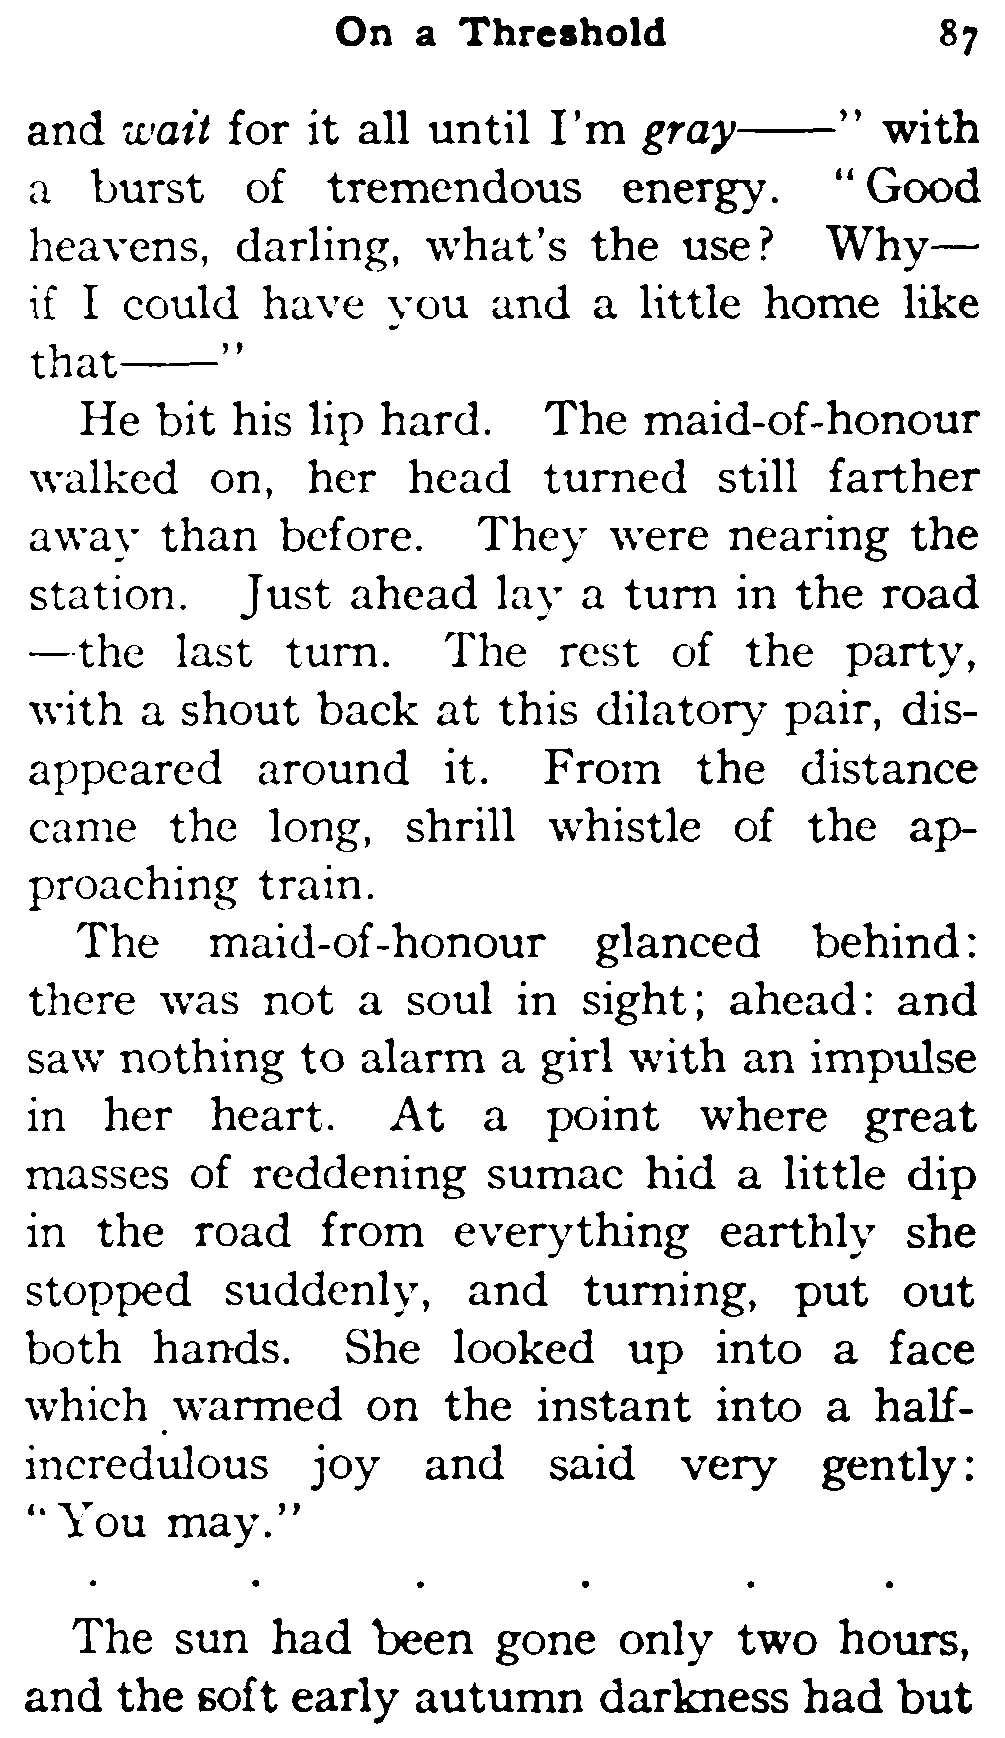 On a Threshold 87
and wait for it all until I'm gray——" with
a burst of tremendous energy. "Good
heavens, darling, what's the use? Why—
if I could have you and a little home like
that——"
He bit his lip hard. The maid-of-honour
walked on, her head turned still farther
away than before. They were nearing the
station. Just ahead lay a turn in the road
—the last turn. The rest of the party,
with a shout back at this dilatory pair, dis-
appeared around it. From the distance
came the long, shrill whistle of the ap-
proaching train.
The maid-of-honour glanced behind:
there was not a soul in sight; ahead: and
saw nothing to alarm a girl with an impulse
in her heart. At a point where great
masses of reddening sumac hid a little dip
in the road from everything earthly she
stopped suddenly, and turning, put out
both hands. She looked up into a face
which warmed on the instant into a half-
incredulous joy and said very gently:
"You may."
. . . . . .
The sun had been gone only two hours,
and the soft early autumn darkness had but